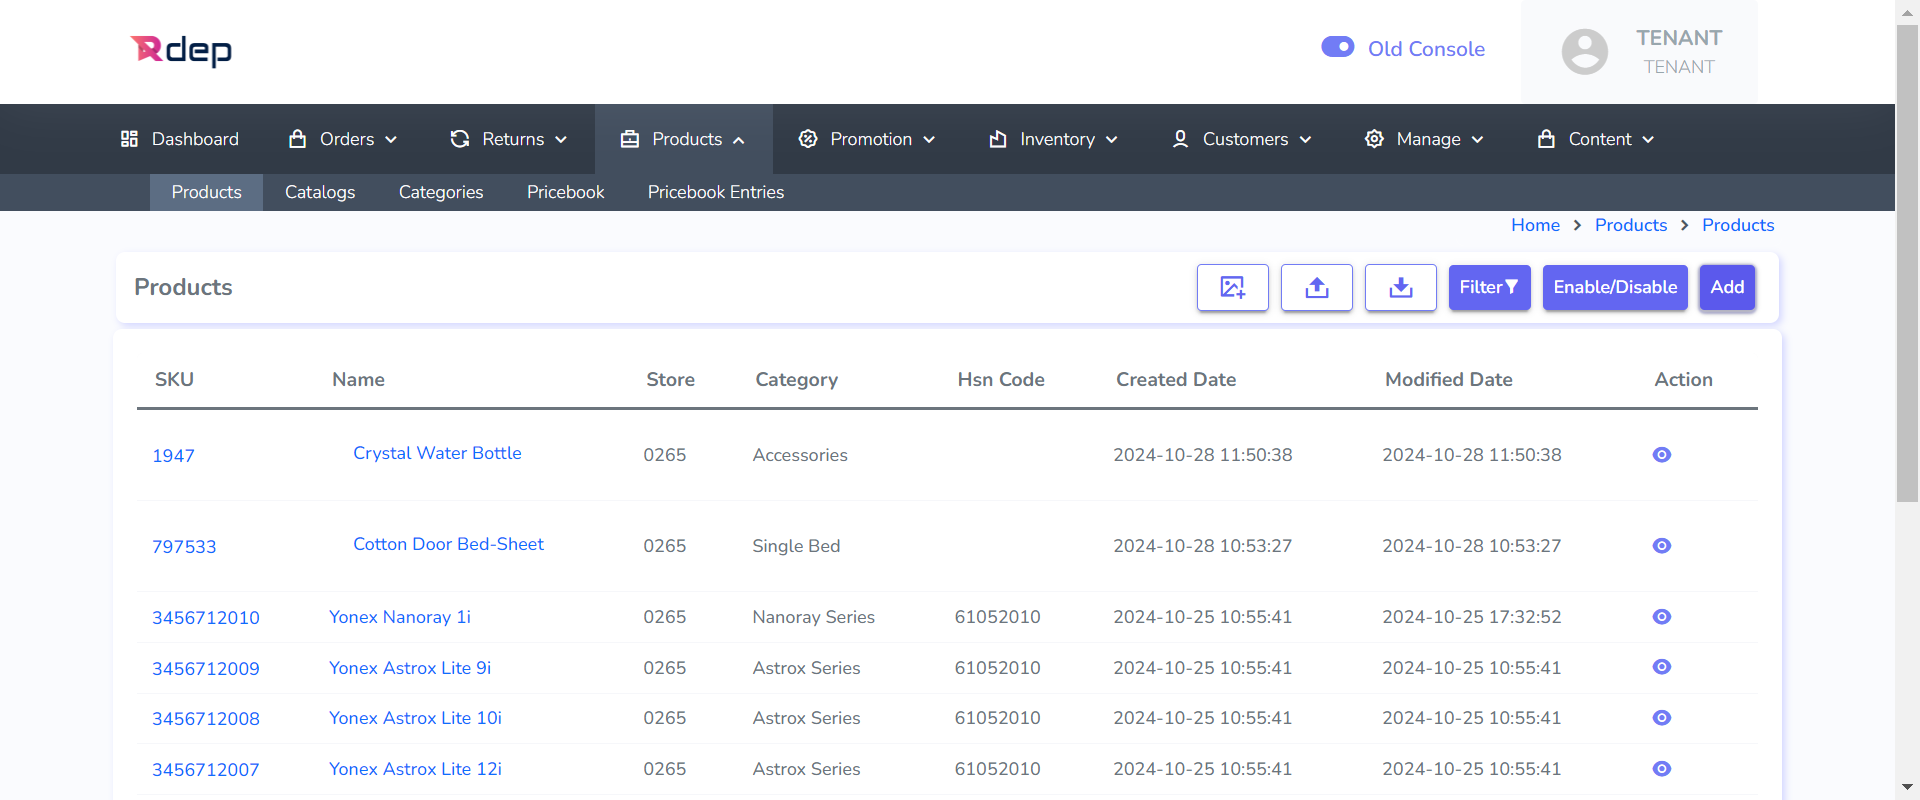 Rdep
Old Console
TENANT
TENANT
Dashboard Orders Returns Products Promotion Inventory Customers Manage Content
Products Catalogs Categories Pricebook Pricebook Entries
Home > Products > Products
Products Filter Enable/Disable Add
SKU Name Store Category Hsn Code Created Date Modified Date Action
1947 Crystal Water Bottle 0265 Accessories 2024-10-28 11:50:38 2024-10-28 11:50:38
797533 Cotton Door Bed-Sheet 0265 Single Bed 2024-10-28 10:53:27 2024-10-28 10:53:27
3456712010 Yonex Nanoray 1i 0265 Nanoray Series 61052010 2024-10-25 10:55:41 2024-10-25 17:32:52
3456712009 Yonex Astrox Lite 9i 0265 Astrox Series 61052010 2024-10-25 10:55:41 2024-10-25 10:55:41
3456712008 Yonex Astrox Lite 10i 0265 Astrox Series 61052010 2024-10-25 10:55:41 2024-10-25 10:55:41
3456712007 Yonex Astrox Lite 12i 0265 Astrox Series 61052010 2024-10-25 10:55:41 2024-10-25 10:55:41